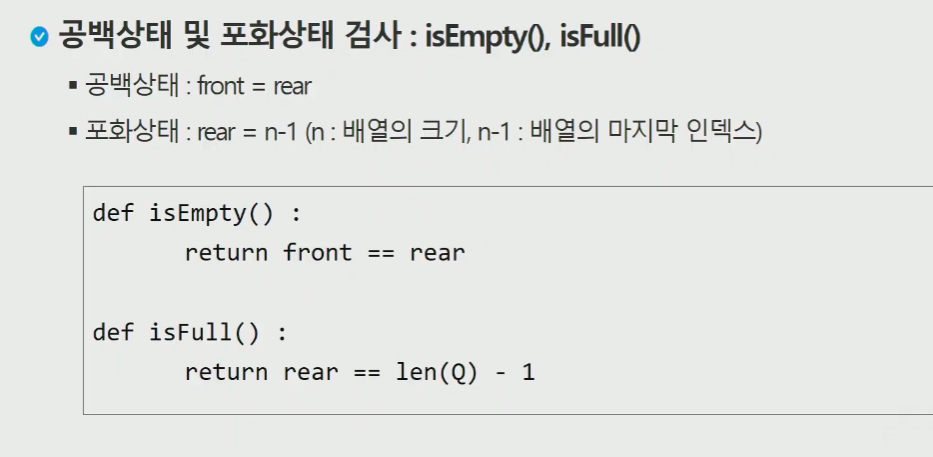 공백상태 및 포화상태 검사 : isEmpty(), isFull()
▪ 공백상태 : front = rear
▪ 포화상태 : rear = n-1 (n : 배열의 크기, n-1 : 배열의 마지막 인덱스)
def isEmpty() :
return front == rear
def isFull() :
return rear == len(Q) - 1